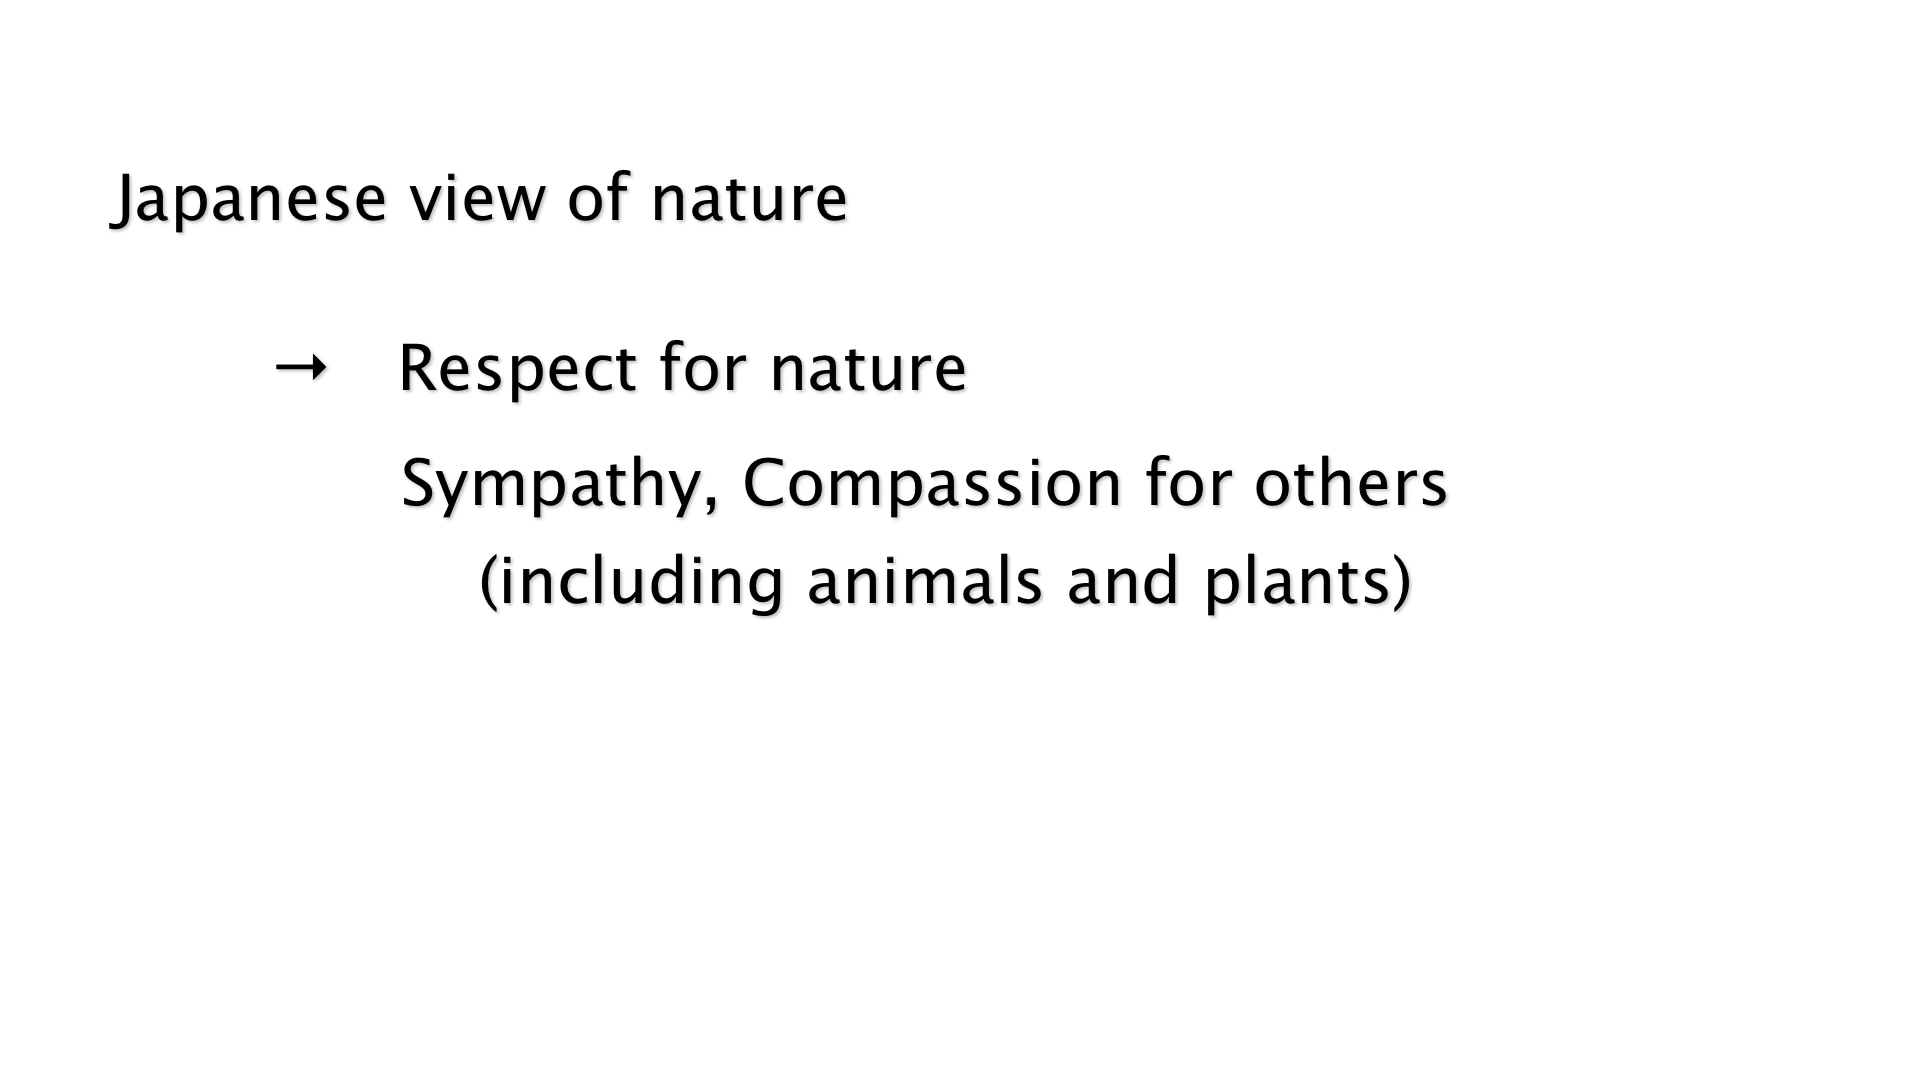 Japanese view of nature
→ Respect for nature
Sympathy, Compassion for others
(including animals and plants)